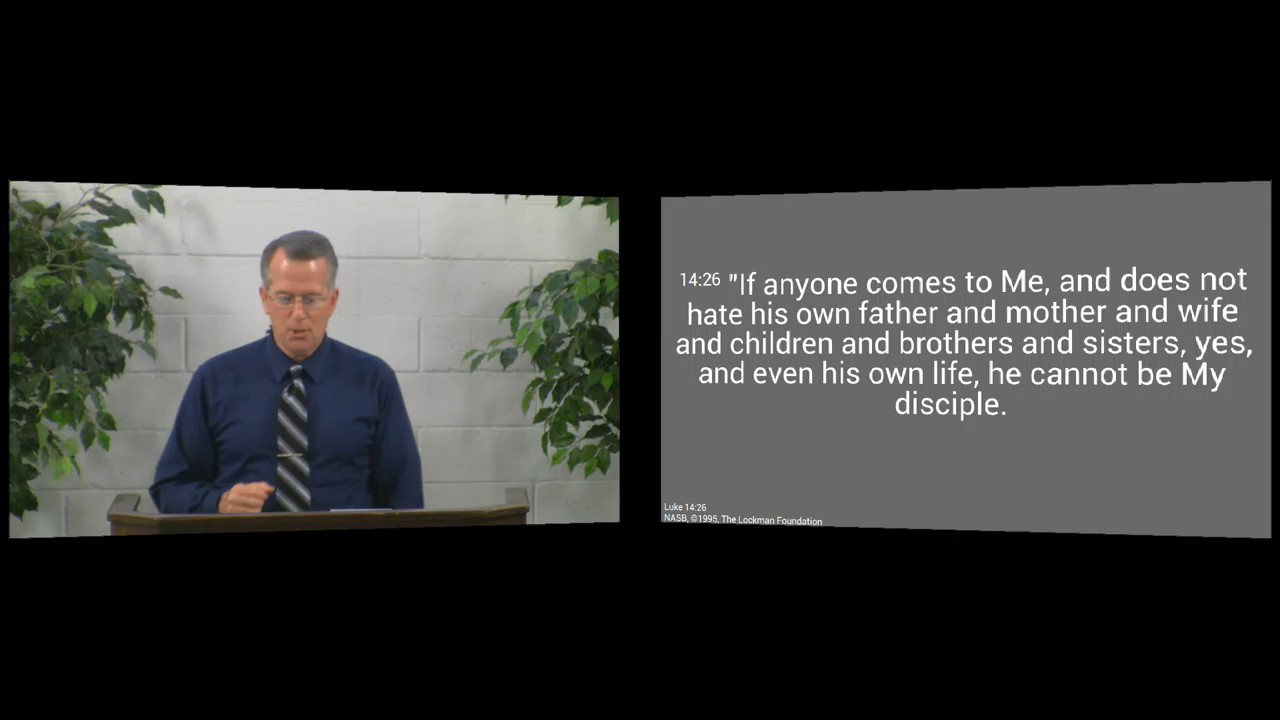 14:26 "If anyone comes to Me, and does not
hate his own father and mother and wife
and children and brothers and sisters, yes,
and even his own life, he cannot be My
disciple.
Luke 14:26
NASB, ©1995, The Lockman Foundation